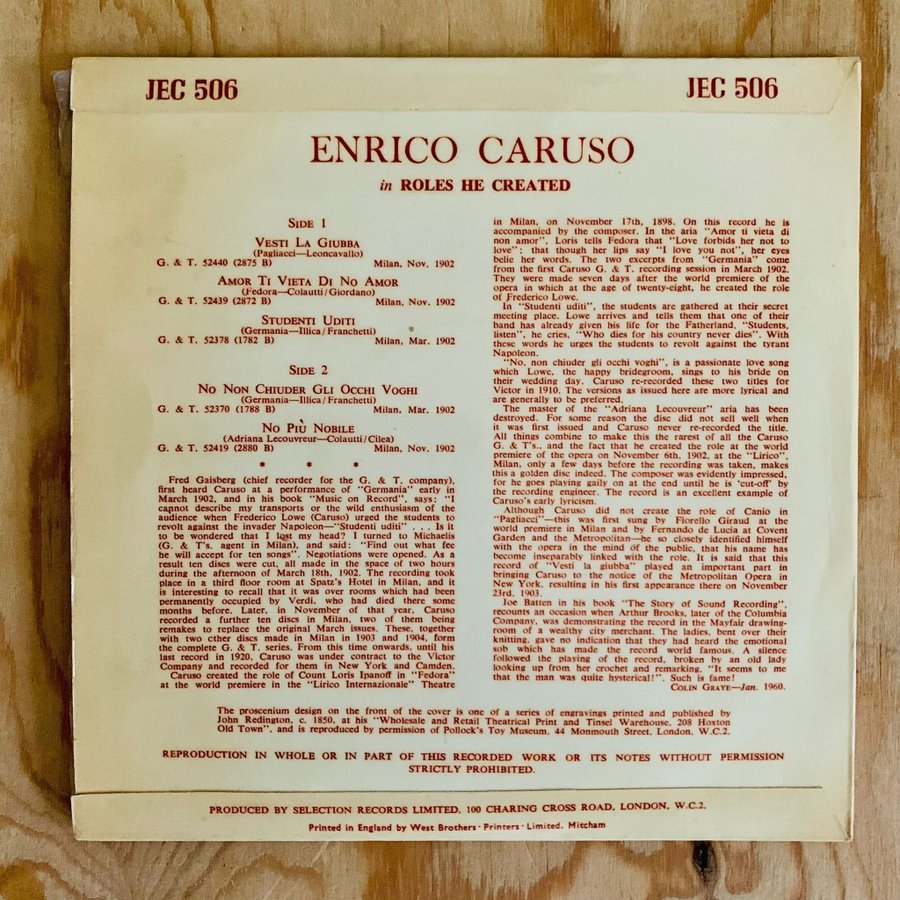 JEC 506
JEC 506
ENRICO CARUSO
in ROLES HE CREATED
SIDE 1
VESTI LA GIUBBA
(Pagliacci—Leoncavallo)
G. & T. 52440 (2875 B) Milan, Nov. 1902
AMOR TI VIETA DI NO AMOR
(Fedora—Colautti/Giordano)
G. & T. 52439 (2872 B) Milan, Nov. 1902
STUDENTI UDITI
(Germania—Illica/Franchetti)
G. & T. 52378 (1782 B) Milan, Mar. 1902
SIDE 2
NO NON CHIUDER GLI OCCHI VOGHI
(Germania—Illica/Franchetti)
G. & T. 52370 (1788 B) Milan, Mar. 1902
NO PIÙ NOBILE
(Adriana Lecouvreur—Colautti/Cilea)
G. & T. 52419 (2880 B) Milan, Nov. 1902
* * *
Fred Gaisberg (chief recorder for the G. & T. company),
first heard Caruso at a performance of "Germania" early in
March 1902, and in his book "Music on Record", says: "I
cannot describe my transports or the wild enthusiasm of the
audience when Frederico Lowe (Caruso) urged the students to
revolt against the invader Napoleon—"Studenti uditi" . . . . Is it
to be wondered that I lost my head? I turned to Michaelis
(G. & T's. agent in Milan), and said: "Find out what fee
he will accept for ten songs". Negotiations were opened. As a
result ten discs were cut, all made in the space of two hours
during the afternoon of March 18th, 1902. The recording took
place in a third floor room at Spatz's Hotel in Milan, and it
is interesting to recall that it was over rooms which had been
permanently occupied by Verdi, who had died there some
months before. Later, in November of that year, Caruso
recorded a further ten discs in Milan, two of them being
remakes to replace the original March issues. These, together
with two other discs made in Milan in 1903 and 1904, form
the complete G. & T. series. From this time onwards, until his
last record in 1920, Caruso was under contract to the Victor
Company and recorded for them in New York and Camden.
Caruso created the role of Count Loris Ipanoff in "Fedora"
at the world premiere in the "Lirico Internazionale" Theatre
in Milan, on November 17th, 1898. On this record he is
accompanied by the composer. In the aria "Amor ti vieta di
non amor", Loris tells Fedora that "Love forbids her not to
love"; that though her lips say "I love you not", her eyes
belie her words. The two excerpts from "Germania" come
from the first Caruso G. & T. recording session in March 1902.
They were made seven days after the world premiere of the
opera in which at the age of twenty-eight, he created the role
of Frederico Lowe.
In "Studenti uditi", the students are gathered at their secret
meeting place. Lowe arrives and tells them that one of their
band has already given his life for the Fatherland, "Students,
listen", he cries, "Who dies for his country never dies". With
these words he urges the students to revolt against the tyrant
Napoleon.
"No, non chiuder gli occhi voghi", is a passionate love song
which Lowe, the happy bridegroom, sings to his bride on
their wedding day. Caruso re-recorded these two titles for
Victor in 1910. The versions as issued here are more lyrical and
are generally to be preferred.
The master of the "Adriana Lecouvreur" aria has been
destroyed. For some reason the disc did not sell well when
it was first issued and Caruso never re-recorded the title.
All things combine to make this the rarest of all the Caruso
G. & T's., and the fact that he created the role at the world
premiere of the opera on November 6th, 1902, at the "Lirico",
Milan, only a few days before the recording was taken, makes
this a golden disc indeed. The composer was evidently impressed,
for he goes playing gaily on at the end until he is 'cut-off' by
the recording engineer. The record is an excellent example of
Caruso's early lyricism.
Although Caruso did not create the role of Canio in
"Pagliacci"—this was first sung by Fiorello Giraud at the
world premiere in Milan and by Fernando de Lucia at Covent
Garden and the Metropolitan—he so closely identified himself
with the opera in the mind of the public, that his name has
become inseparably linked with the role. It is said that this
record of "Vesti la giubba" played an important part in
bringing Caruso to the notice of the Metropolitan Opera in
New York, resulting in his first appearance there on November
23rd, 1903.
Joe Batten in his book "The Story of Sound Recording",
recounts an occasion when Arthur Brooks, later of the Columbia
Company, was demonstrating the record in the Mayfair drawing-
room of a wealthy city merchant. The ladies, bent over their
knitting, gave no indication that they had heard the emotional
sob which has made the record world famous. A silence
followed the playing of the record, broken by an old lady
looking up from her crochet and remarking, "It seems to me
that the man was quite hysterical!". Such is fame!
COLIN GRAYE—Jan. 1960.
The proscenium design on the front of the cover is one of a series of engravings printed and published by
John Redington, c. 1850, at his "Wholesale and Retail Theatrical Print and Tinsel Warehouse, 208 Hoxton
Old Town", and is reproduced by permission of Pollock's Toy Museum, 44 Monmouth Street, London, W.C.2.
REPRODUCTION IN WHOLE OR IN PART OF THIS RECORDED WORK OR ITS NOTES WITHOUT PERMISSION
STRICTLY PROHIBITED.
PRODUCED BY SELECTION RECORDS LIMITED, 100 CHARING CROSS ROAD, LONDON, W.C.2.
Printed in England by West Brothers · Printers · Limited, Mitcham